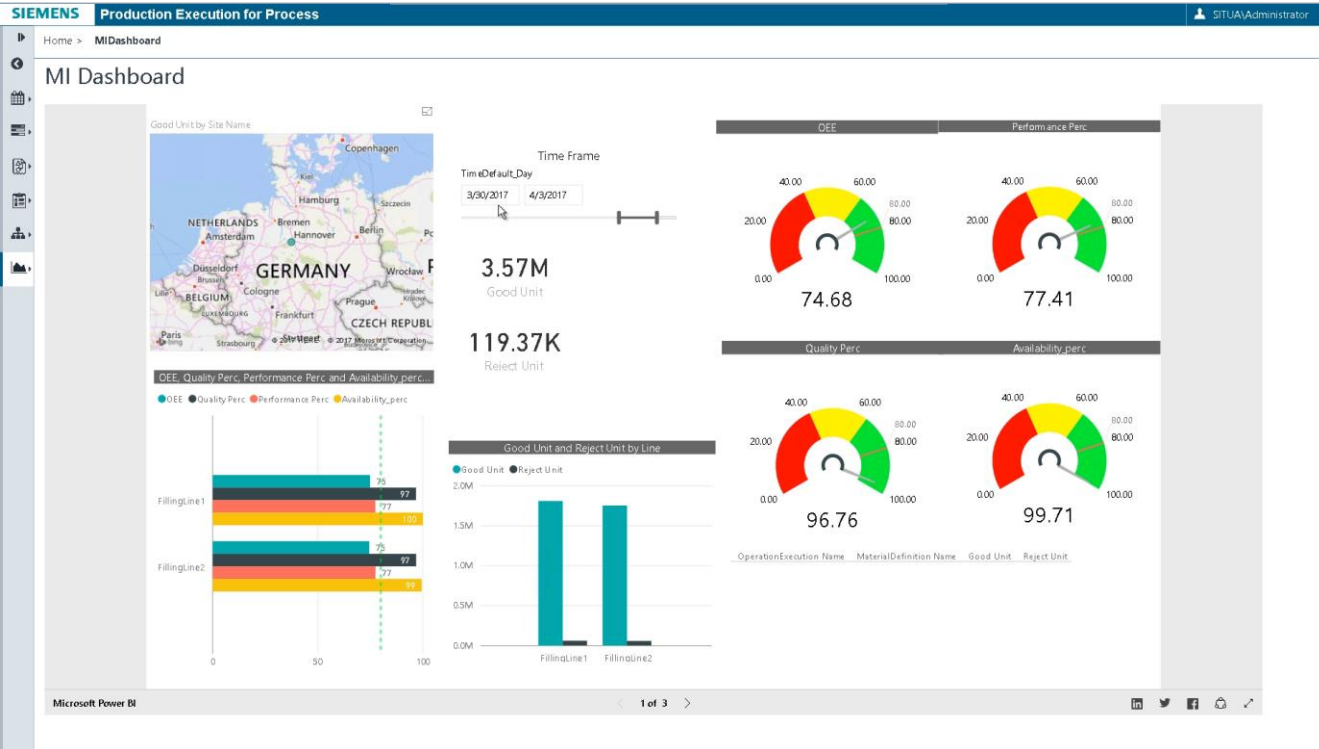 SIEMENS Production Execution for Process
SITUA\Administrator
Home > MIDashboard
MI Dashboard
Good Unit by Site Name
Copenhagen
Kiel
Hamburg
Szczecin
NETHERLANDS
Bremen
Amsterdam
Hannover
Berlin
Düsseldorf
GERMANY
Wrocław
Brussels
Lille
BELGIUM
Cologne
Prague
LUXEMBOURG
Frankfurt
CZECH REPUBL
Paris
bing
Strasbourg
Stuttgart
© 2017 Microsoft Corporation
Time Frame
TimeDefault_Day
3/30/2017 4/3/2017
3.57M
Good Unit
119.37K
Reject Unit
OEE
40.00 60.00
80.00
20.00 80.00
0.00 100.00
74.68
Performance Perc
40.00 60.00
80.00
20.00 80.00
0.00 100.00
77.41
OEE, Quality Perc, Performance Perc and Availability_perc...
OEE Quality Perc Performance Perc Availability_perc
75
97
FillingLine1
77
100
75
97
FillingLine2
77
99
0 50 100
Good Unit and Reject Unit by Line
Good Unit Reject Unit
2.0M
1.5M
1.0M
0.5M
0.0M
FillingLine1 FillingLine2
Quality Perc
40.00 60.00
80.00
20.00 80.00
0.00 100.00
96.76
Availability_perc
40.00 60.00
80.00
20.00 80.00
0.00 100.00
99.71
OperationExecution Name MaterialDefinition Name Good Unit Reject Unit
Microsoft Power BI
1 of 3